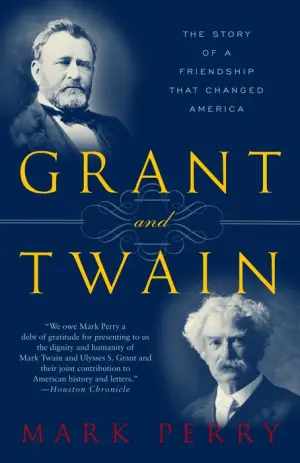 THE STORY
OF A
FRIENDSHIP
THAT CHANGED
AMERICA
GRANT
and
TWAIN
"We owe Mark Perry a
debt of gratitude for presenting to us
the dignity and humanity of
Mark Twain and Ulysses S. Grant and
their joint contribution to
American history and letters."
—Houston Chronicle
MARK PERRY